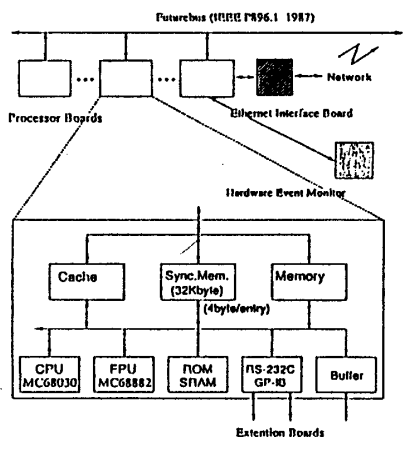 Futurebus (IEEE P896.1 1987)
Network
Processor Boards
Ethernet Interface Board
Hardware Event Monitor
Cache
Sync.Mem.
(32Kbyte)
Memory
(4byte/entry)
CPU
MC68030
FPU
MC68882
ROM
SRAM
RS-232C
GP-IB
Buffer
Extention Boards